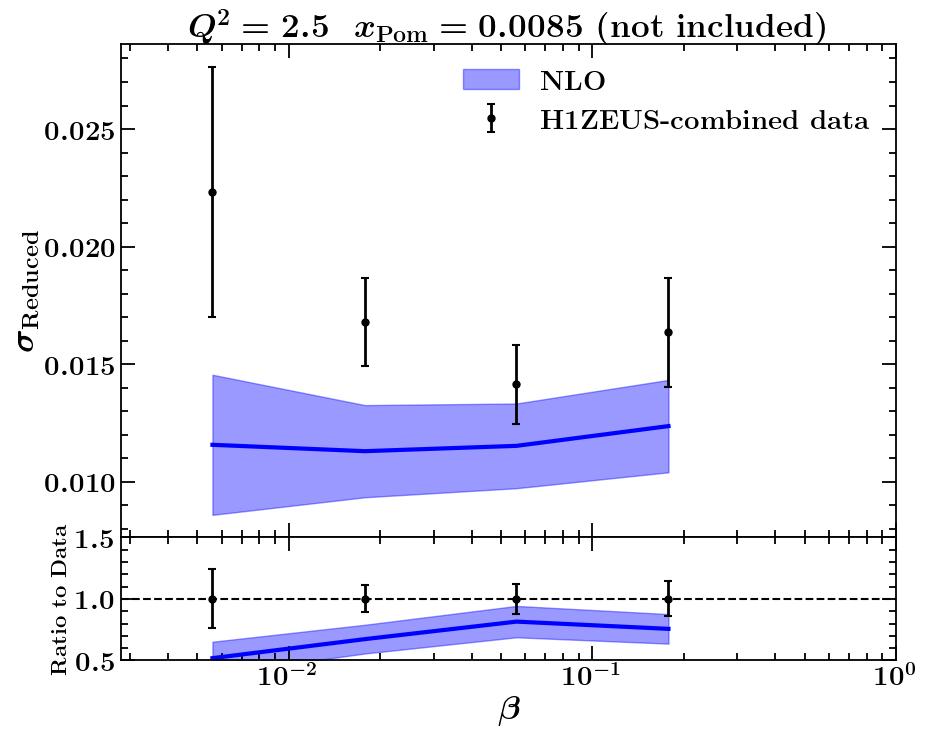 Q² = 2.5 x_Pom = 0.0085 (not included)
NLO
H1ZEUS-combined data
0.025
0.020
0.015
0.010
σ_Reduced
1.5
1.0
0.5
Ratio to Data
10⁻² 10⁻¹ 10⁰
β